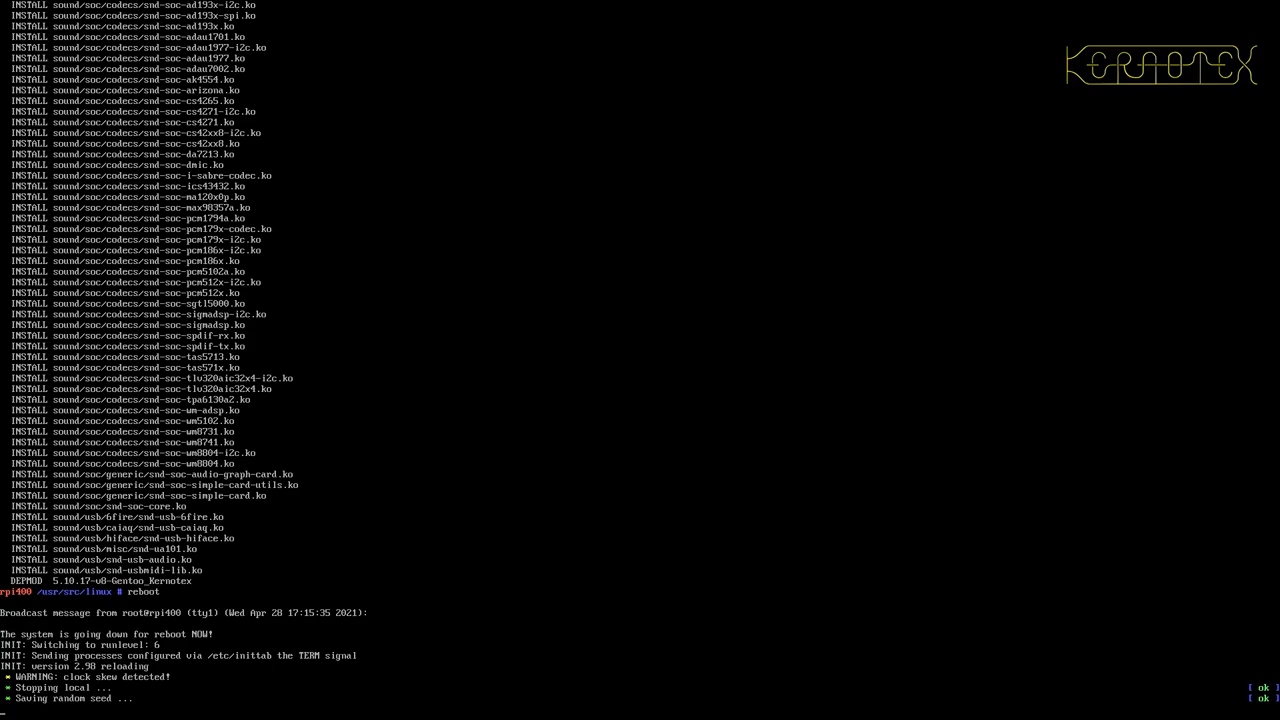 INSTALL sound/soc/codecs/snd-soc-ad193x-i2c.ko
INSTALL sound/soc/codecs/snd-soc-ad193x-spi.ko
INSTALL sound/soc/codecs/snd-soc-ad193x.ko
INSTALL sound/soc/codecs/snd-soc-adau1701.ko
INSTALL sound/soc/codecs/snd-soc-adau1977-i2c.ko
INSTALL sound/soc/codecs/snd-soc-adau1977.ko
INSTALL sound/soc/codecs/snd-soc-adau7002.ko
INSTALL sound/soc/codecs/snd-soc-ak4554.ko
INSTALL sound/soc/codecs/snd-soc-arizona.ko
INSTALL sound/soc/codecs/snd-soc-cs4265.ko
INSTALL sound/soc/codecs/snd-soc-cs4271-i2c.ko
INSTALL sound/soc/codecs/snd-soc-cs4271.ko
INSTALL sound/soc/codecs/snd-soc-cs42xx8-i2c.ko
INSTALL sound/soc/codecs/snd-soc-cs42xx8.ko
INSTALL sound/soc/codecs/snd-soc-da7213.ko
INSTALL sound/soc/codecs/snd-soc-dmic.ko
INSTALL sound/soc/codecs/snd-soc-i-sabre-codec.ko
INSTALL sound/soc/codecs/snd-soc-ics43432.ko
INSTALL sound/soc/codecs/snd-soc-ma120x0p.ko
INSTALL sound/soc/codecs/snd-soc-max98357a.ko
INSTALL sound/soc/codecs/snd-soc-pcm1794a.ko
INSTALL sound/soc/codecs/snd-soc-pcm179x-codec.ko
INSTALL sound/soc/codecs/snd-soc-pcm179x-i2c.ko
INSTALL sound/soc/codecs/snd-soc-pcm186x-i2c.ko
INSTALL sound/soc/codecs/snd-soc-pcm186x.ko
INSTALL sound/soc/codecs/snd-soc-pcm5102a.ko
INSTALL sound/soc/codecs/snd-soc-pcm512x-i2c.ko
INSTALL sound/soc/codecs/snd-soc-pcm512x.ko
INSTALL sound/soc/codecs/snd-soc-sgtl5000.ko
INSTALL sound/soc/codecs/snd-soc-sigmadsp-i2c.ko
INSTALL sound/soc/codecs/snd-soc-sigmadsp.ko
INSTALL sound/soc/codecs/snd-soc-spdif-rx.ko
INSTALL sound/soc/codecs/snd-soc-spdif-tx.ko
INSTALL sound/soc/codecs/snd-soc-tas5713.ko
INSTALL sound/soc/codecs/snd-soc-tas571x.ko
INSTALL sound/soc/codecs/snd-soc-tlv320aic32x4-i2c.ko
INSTALL sound/soc/codecs/snd-soc-tlv320aic32x4.ko
INSTALL sound/soc/codecs/snd-soc-tpa6130a2.ko
INSTALL sound/soc/codecs/snd-soc-wm-adsp.ko
INSTALL sound/soc/codecs/snd-soc-wm5102.ko
INSTALL sound/soc/codecs/snd-soc-wm8731.ko
INSTALL sound/soc/codecs/snd-soc-wm8741.ko
INSTALL sound/soc/codecs/snd-soc-wm8804-i2c.ko
INSTALL sound/soc/codecs/snd-soc-wm8804.ko
INSTALL sound/soc/generic/snd-soc-audio-graph-card.ko
INSTALL sound/soc/generic/snd-soc-simple-card-utils.ko
INSTALL sound/soc/generic/snd-soc-simple-card.ko
INSTALL sound/soc/snd-soc-core.ko
INSTALL sound/usb/6fire/snd-usb-6fire.ko
INSTALL sound/usb/caiaq/snd-usb-caiaq.ko
INSTALL sound/usb/hiface/snd-usb-hiface.ko
INSTALL sound/usb/misc/snd-ua101.ko
INSTALL sound/usb/snd-usb-audio.ko
INSTALL sound/usb/snd-usbmidi-lib.ko
DEPMOD 5.10.17-v8-Gentoo_Kernotex
rpi400 /usr/src/linux # reboot
Broadcast message from root@rpi400 (tty1) (Wed Apr 28 17:15:35 2021):
The system is going down for reboot NOW!
INIT: Switching to runlevel: 6
INIT: Sending processes configured via /etc/inittab the TERM signal
INIT: version 2.98 reloading
* WARNING: clock skew detected!
* Stopping local ... [ ok ]
* Saving random seed ... [ ok ]
KERNOTEX